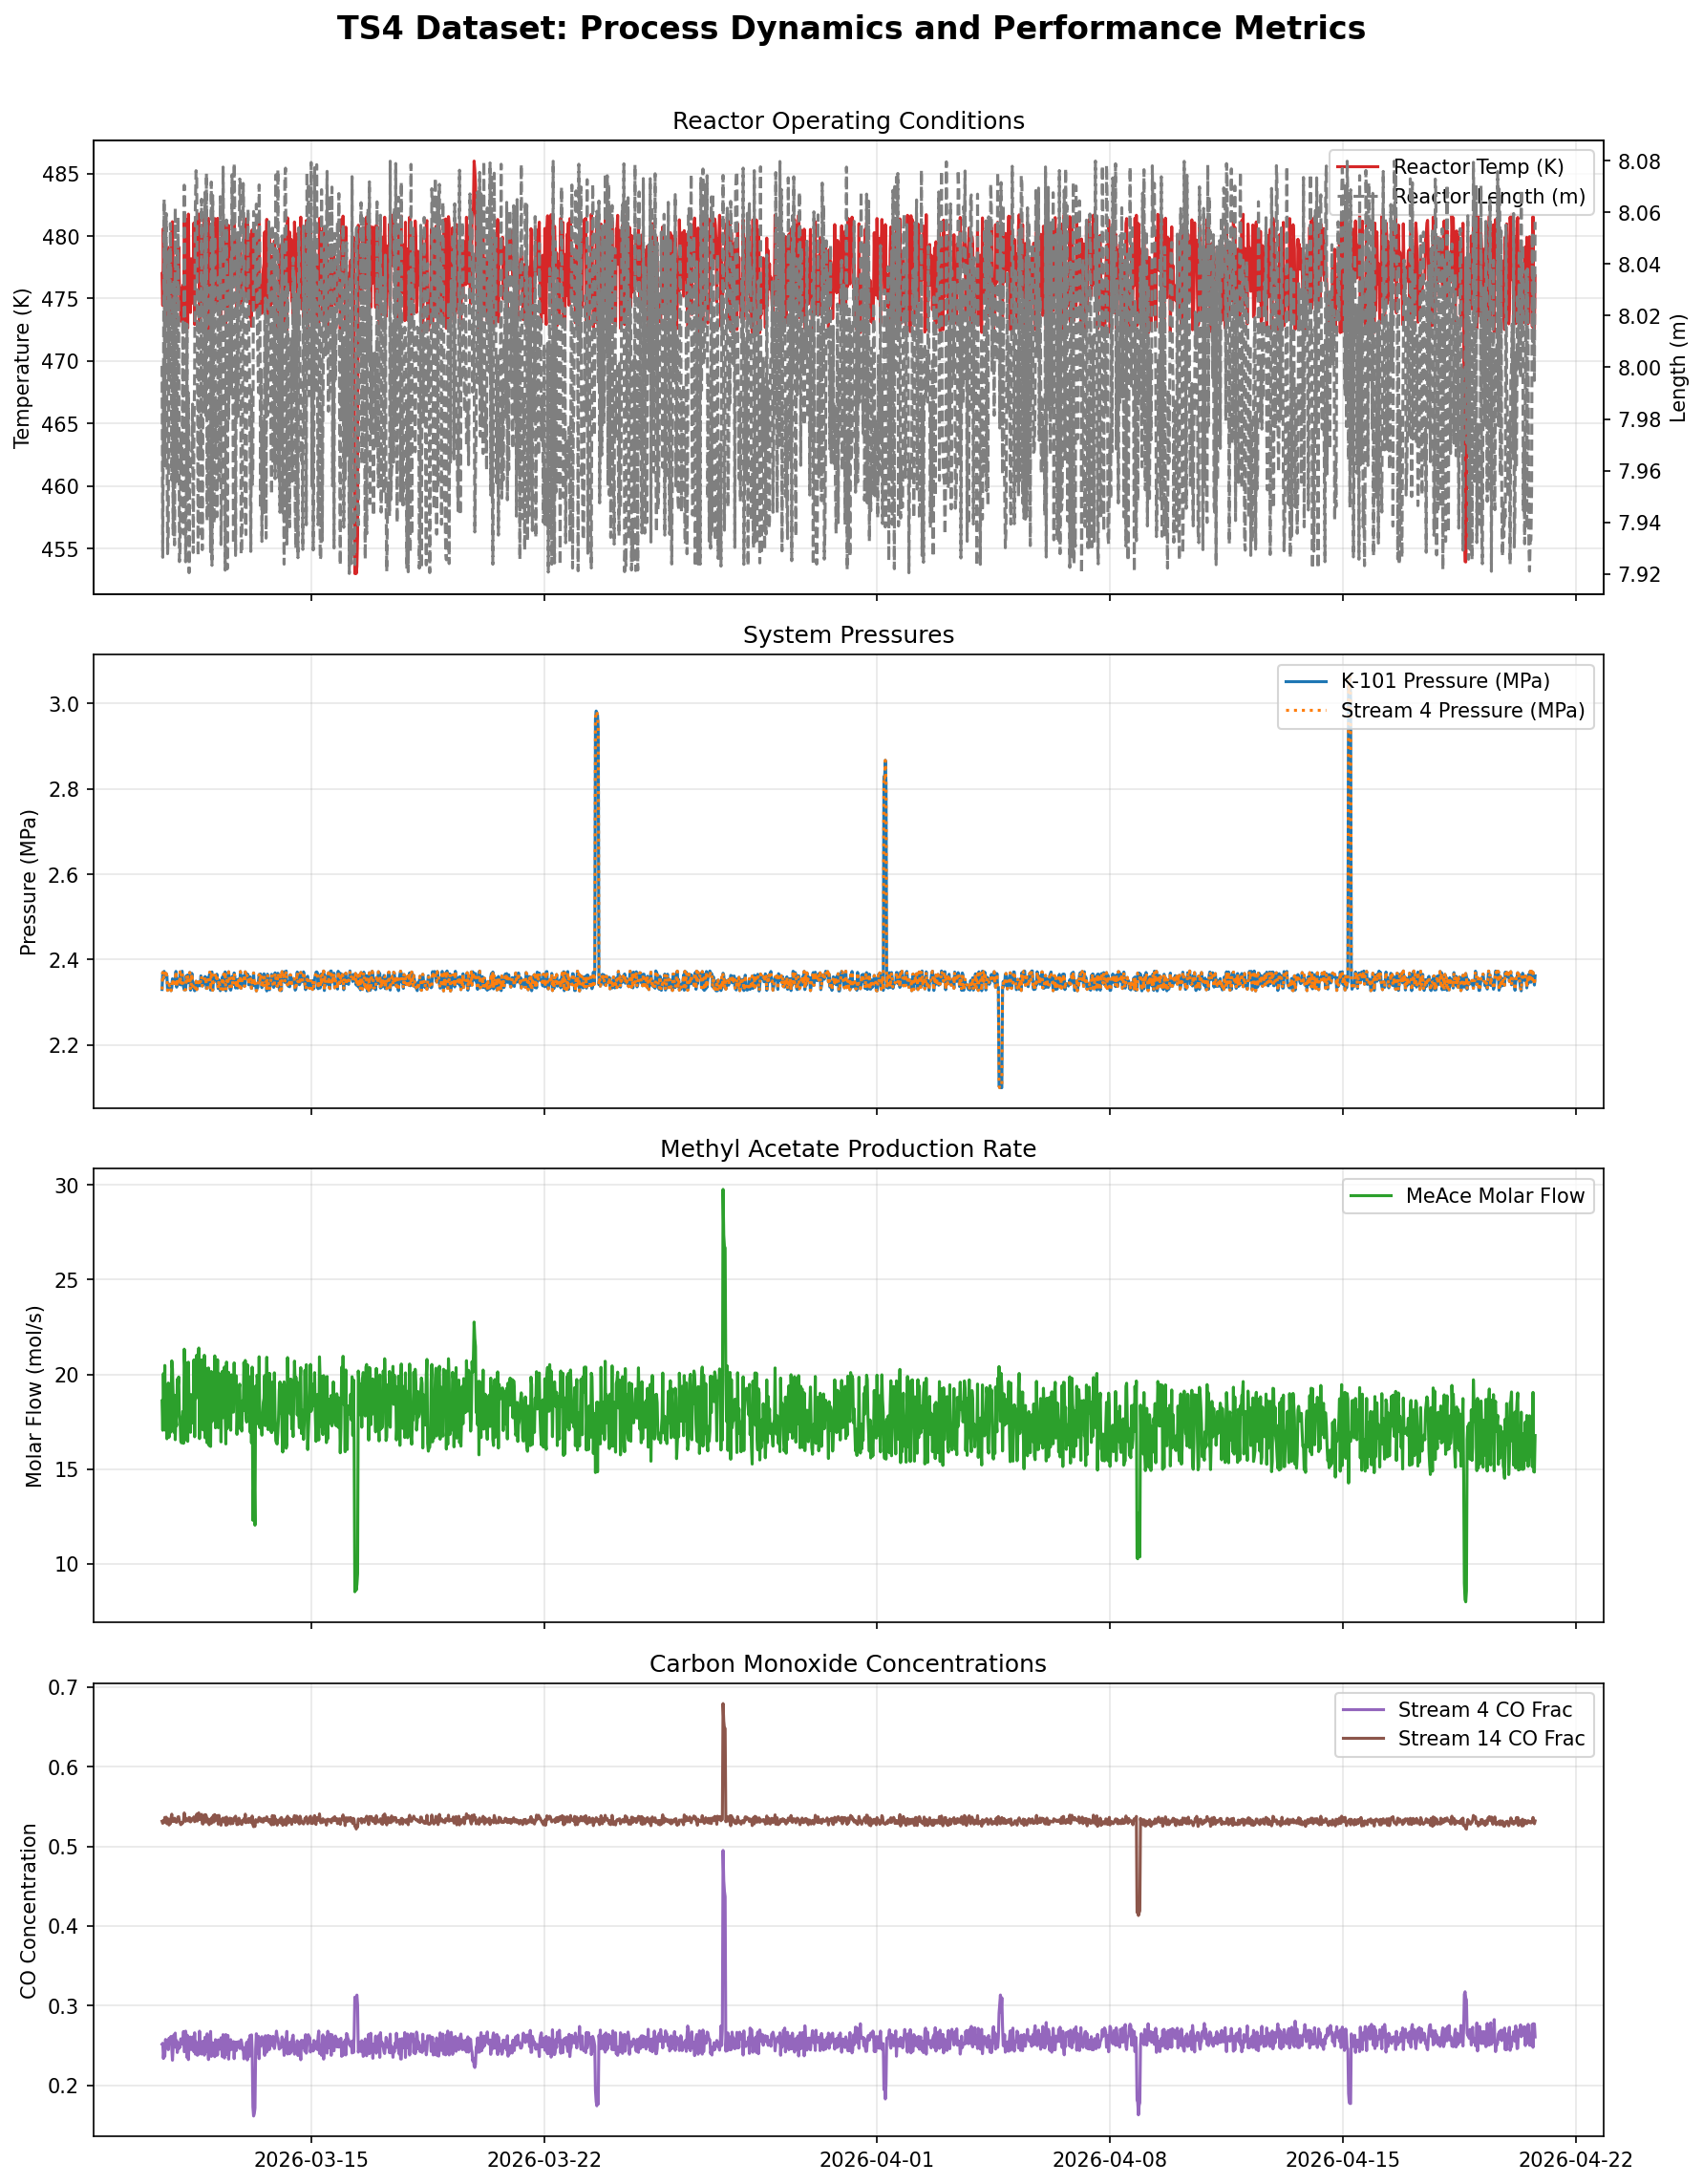 TS4 Dataset: Process Dynamics and Performance Metrics
Reactor Operating Conditions
Temperature (K)
485
480
475
470
465
460
455
Reactor Temp (K)
Reactor Length (m)
8.08
8.06
8.04
8.02
8.00
7.98
7.96
7.94
7.92
Length (m)
System Pressures
Pressure (MPa)
3.0
2.8
2.6
2.4
2.2
K-101 Pressure (MPa)
Stream 4 Pressure (MPa)
Methyl Acetate Production Rate
Molar Flow (mol/s)
30
25
20
15
10
MeAce Molar Flow
Carbon Monoxide Concentrations
CO Concentration
0.7
0.6
0.5
0.4
0.3
0.2
Stream 4 CO Frac
Stream 14 CO Frac
2026-03-15
2026-03-22
2026-04-01
2026-04-08
2026-04-15
2026-04-22